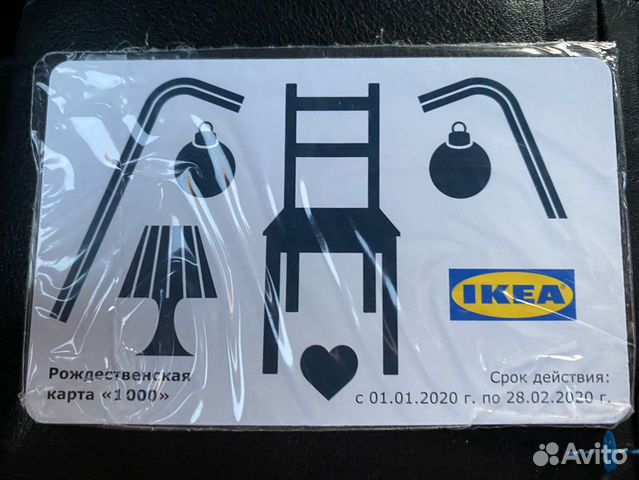 IKEA
Рождественская
карта «1000»
Срок действия:
с 01.01.2020 г. по 28.02.2020 г.
Avito